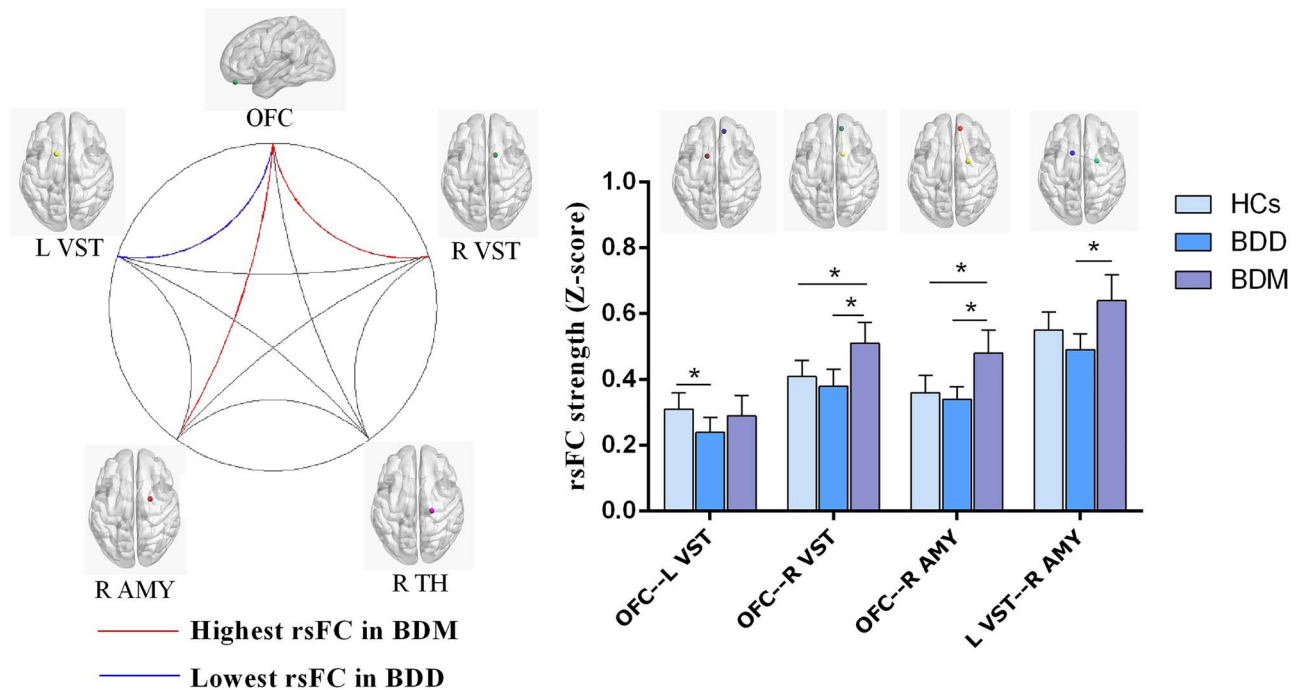 OFC
L VST
R VST
R AMY
R TH
Highest rsFC in BDM
Lowest rsFC in BDD
rsFC strength (Z-score)
1.0
0.8
0.6
0.4
0.2
0.0
*
*
*
*
*
*
OFC--L VST
OFC--R VST
OFC--R AMY
L VST--R AMY
HCs
BDD
BDM